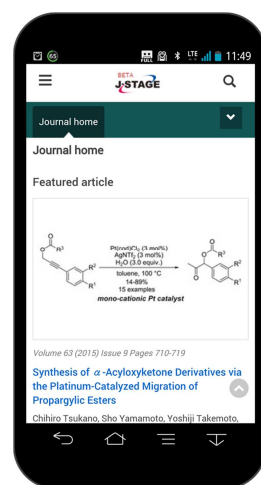 65
FULL
LTE
11:49
BETA
J-STAGE
Journal home
Journal home
Featured article
Pt(cod)Cl₂ (3 mol%)
AgNTf₂ (3 mol%)
H₂O (3.0 equiv.)
toluene, 100 °C
14-89%
15 examples
mono-cationic Pt catalyst
O R³ O R² R¹
O R³ O R² O R¹
Volume 63 (2015) Issue 9 Pages 710-719
Synthesis of α-Acyloxyketone Derivatives via
the Platinum-Catalyzed Migration of
Propargylic Esters
Chihiro Tsukano, Sho Yamamoto, Yoshiji Takemoto,